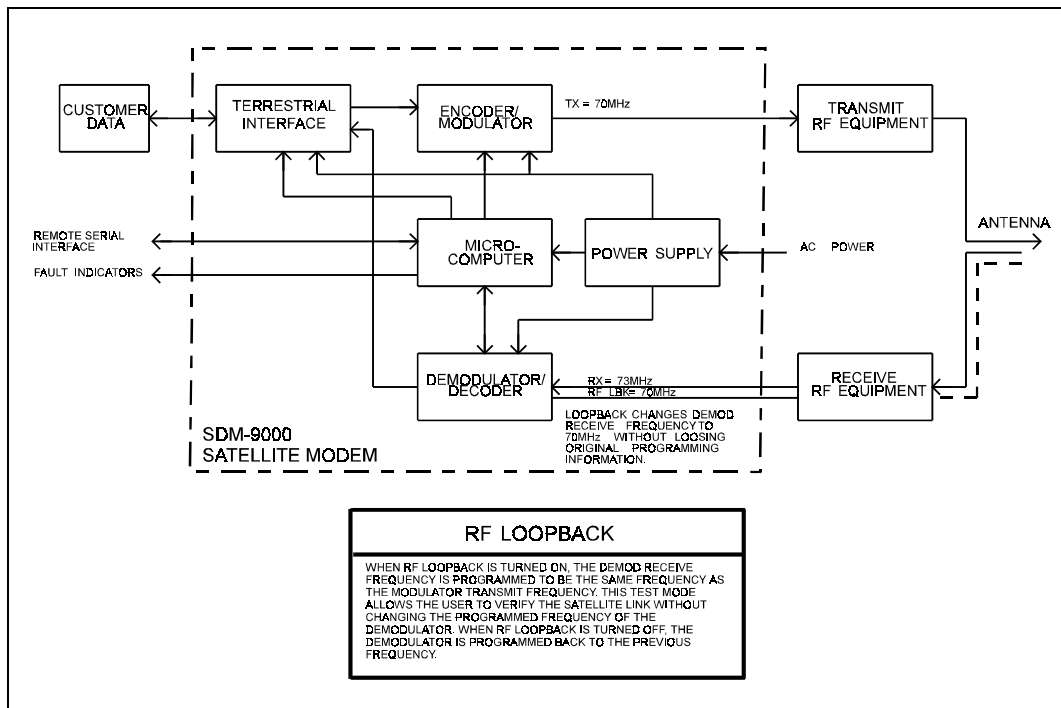 CUSTOMER
DATA
TERRESTRIAL
INTERFACE
ENCODER/
MODULATOR
TX = 70MHz
TRANSMIT
RF EQUIPMENT
ANTENNA
REMOTE SERIAL
INTERFACE
FAULT INDICATORS
MICRO-
COMPUTER
POWER SUPPLY
AC POWER
DEMODULATOR/
DECODER
RX = 73MHz
RF LBK= 70MHz
RECEIVE
RF EQUIPMENT
LOOPBACK CHANGES DEMOD
RECEIVE FREQUENCY TO
70MHz WITHOUT LOOSING
ORIGINAL PROGRAMMING
INFORMATION.
SDM-9000
SATELLITE MODEM
RF LOOPBACK
WHEN RF LOOPBACK IS TURNED ON, THE DEMOD RECEIVE
FREQUENCY IS PROGRAMMED TO BE THE SAME FREQUENCY AS
THE MODULATOR TRANSMIT FREQUENCY. THIS TEST MODE
ALLOWS THE USER TO VERIFY THE SATELLITE LINK WITHOUT
CHANGING THE PROGRAMMED FREQUENCY OF THE
DEMODULATOR. WHEN RF LOOPBACK IS TURNED OFF, THE
DEMODULATOR IS PROGRAMMED BACK TO THE PREVIOUS
FREQUENCY.